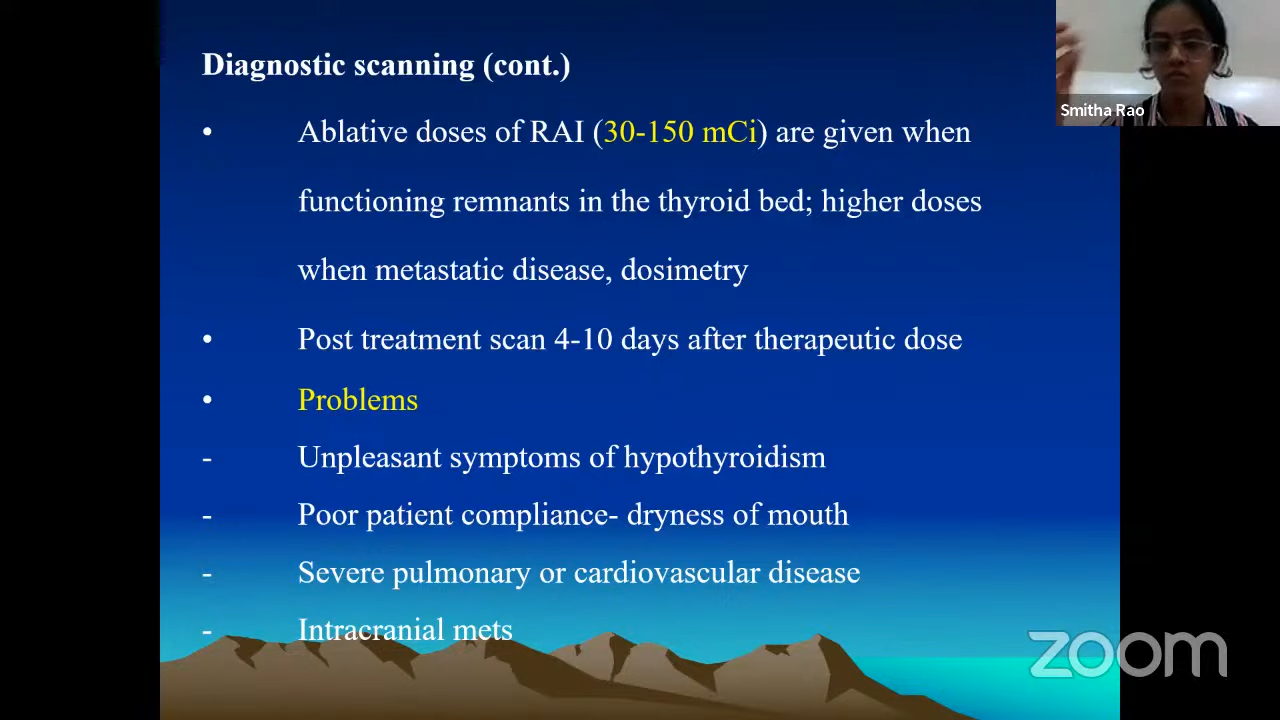 Diagnostic scanning (cont.)
• Ablative doses of RAI (30-150 mCi) are given when
functioning remnants in the thyroid bed; higher doses
when metastatic disease, dosimetry
• Post treatment scan 4-10 days after therapeutic dose
• Problems
- Unpleasant symptoms of hypothyroidism
- Poor patient compliance- dryness of mouth
- Severe pulmonary or cardiovascular disease
- Intracranial mets
Smitha Rao
zoom